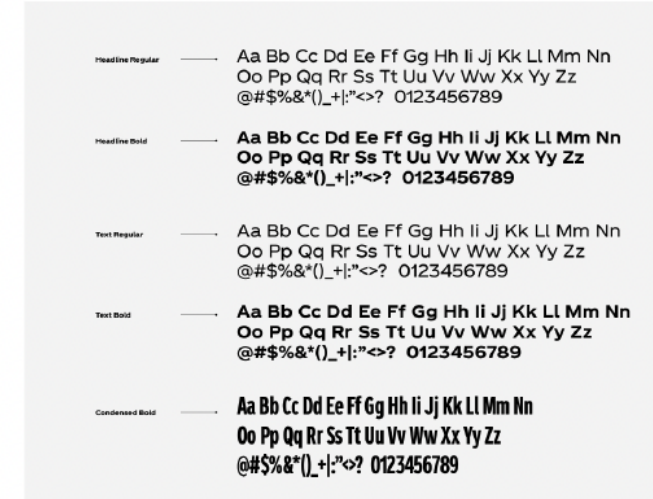 Headline Regular
Aa Bb Cc Dd Ee Ff Gg Hh Ii Jj Kk Ll Mm Nn
Oo Pp Qq Rr Ss Tt Uu Vv Ww Xx Yy Zz
@#$%&*()_+|:”<>? 0123456789
Headline Bold
Aa Bb Cc Dd Ee Ff Gg Hh Ii Jj Kk Ll Mm Nn
Oo Pp Qq Rr Ss Tt Uu Vv Ww Xx Yy Zz
@#$%&*()_+|:”<>? 0123456789
Text Regular
Aa Bb Cc Dd Ee Ff Gg Hh Ii Jj Kk Ll Mm Nn
Oo Pp Qq Rr Ss Tt Uu Vv Ww Xx Yy Zz
@#$%&*()_+|:”<>? 0123456789
Text Bold
Aa Bb Cc Dd Ee Ff Gg Hh Ii Jj Kk Ll Mm Nn
Oo Pp Qq Rr Ss Tt Uu Vv Ww Xx Yy Zz
@#$%&*()_+|:”<>? 0123456789
Condensed Bold
Aa Bb Cc Dd Ee Ff Gg Hh Ii Jj Kk Ll Mm Nn
Oo Pp Qq Rr Ss Tt Uu Vv Ww Xx Yy Zz
@#$%&*()_+|:”<>? 0123456789